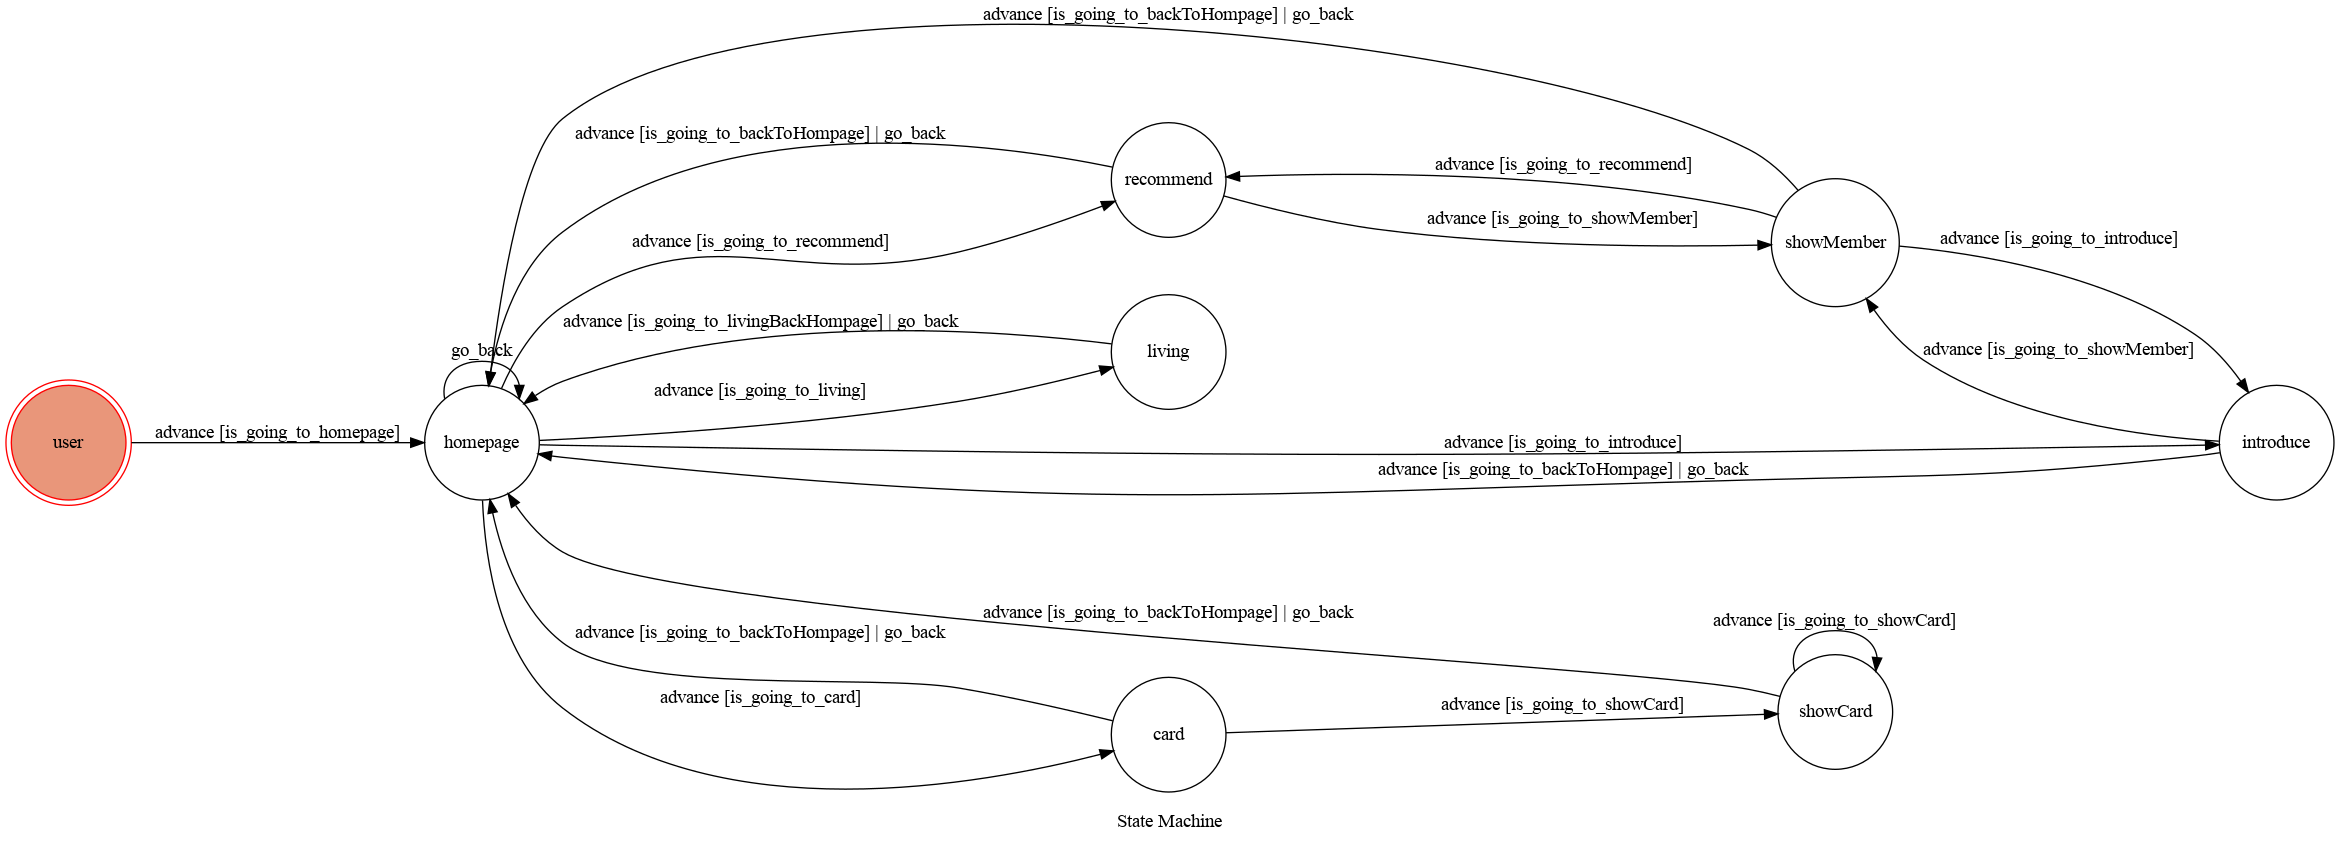 advance [is_going_to_backToHompage] | go_back
advance [is_going_to_backToHompage] | go_back
advance [is_going_to_recommend]
recommend
advance [is_going_to_showMember]
advance [is_going_to_recommend]
showMember
advance [is_going_to_introduce]
advance [is_going_to_livingBackHompage] | go_back
go_back
living
advance [is_going_to_showMember]
advance [is_going_to_living]
user
advance [is_going_to_homepage]
homepage
advance [is_going_to_introduce]
introduce
advance [is_going_to_backToHompage] | go_back
advance [is_going_to_backToHompage] | go_back
advance [is_going_to_showCard]
advance [is_going_to_backToHompage] | go_back
advance [is_going_to_card]
advance [is_going_to_showCard]
showCard
card
State Machine